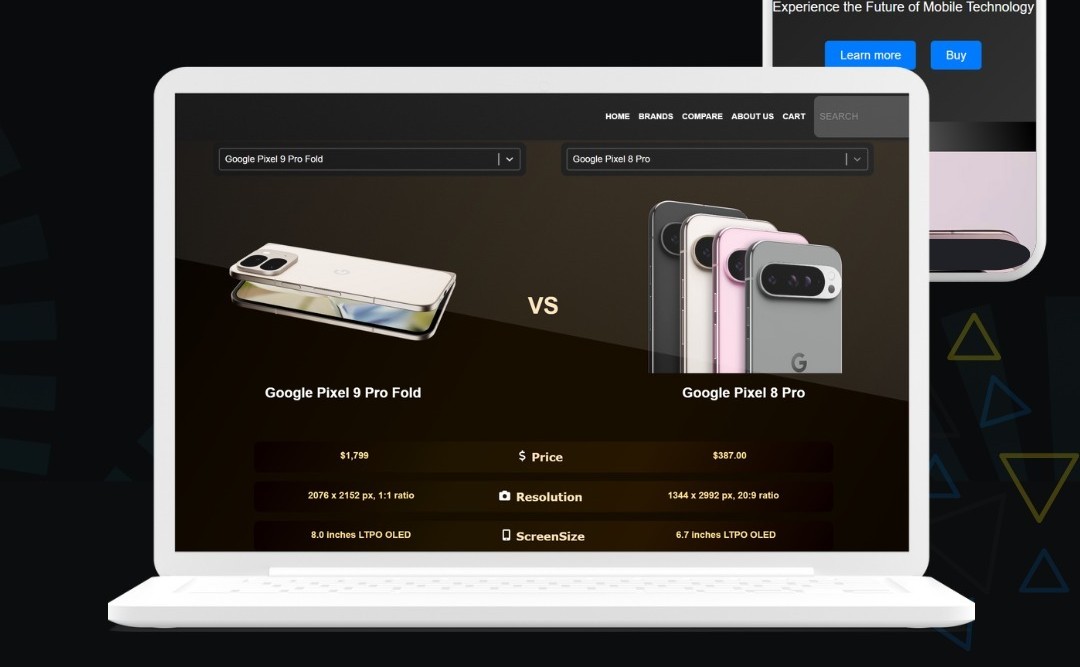 Experience the Future of Mobile Technology
Learn more Buy
HOME BRANDS COMPARE ABOUT US CART SEARCH
Google Pixel 9 Pro Fold Google Pixel 8 Pro
VS
G
Google Pixel 9 Pro Fold Google Pixel 8 Pro
$1,799 $ Price $387.00
2076 x 2152 px, 1:1 ratio Resolution 1344 x 2992 px, 20:9 ratio
8.0 inches LTPO OLED ScreenSize 6.7 inches LTPO OLED